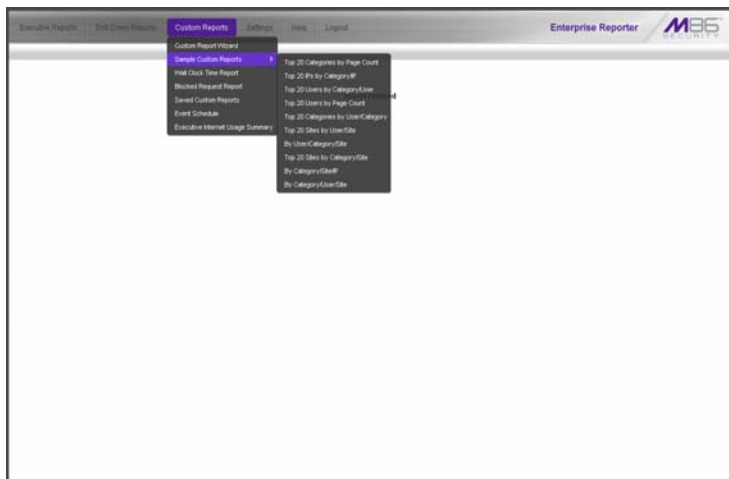 Executive Reports Drill Down Reports Custom Reports Settings Help Logout
Enterprise Reporter
M86 SECURITY
Custom Report Wizard
Sample Custom Reports
Wall Clock Time Report
Blocked Request Report
Saved Custom Reports
Event Schedule
Executive Internet Usage Summary
Top 20 Categories by Page Count
Top 20 IPs by Category/IP
Top 20 Users by Category/User
Top 20 Users by Page Count
Top 20 Categories by User/Category
Top 20 Sites by User/Site
By User/Category/Site
Top 20 Sites by Category/Site
By Category/Site/IP
By Category/User/Site